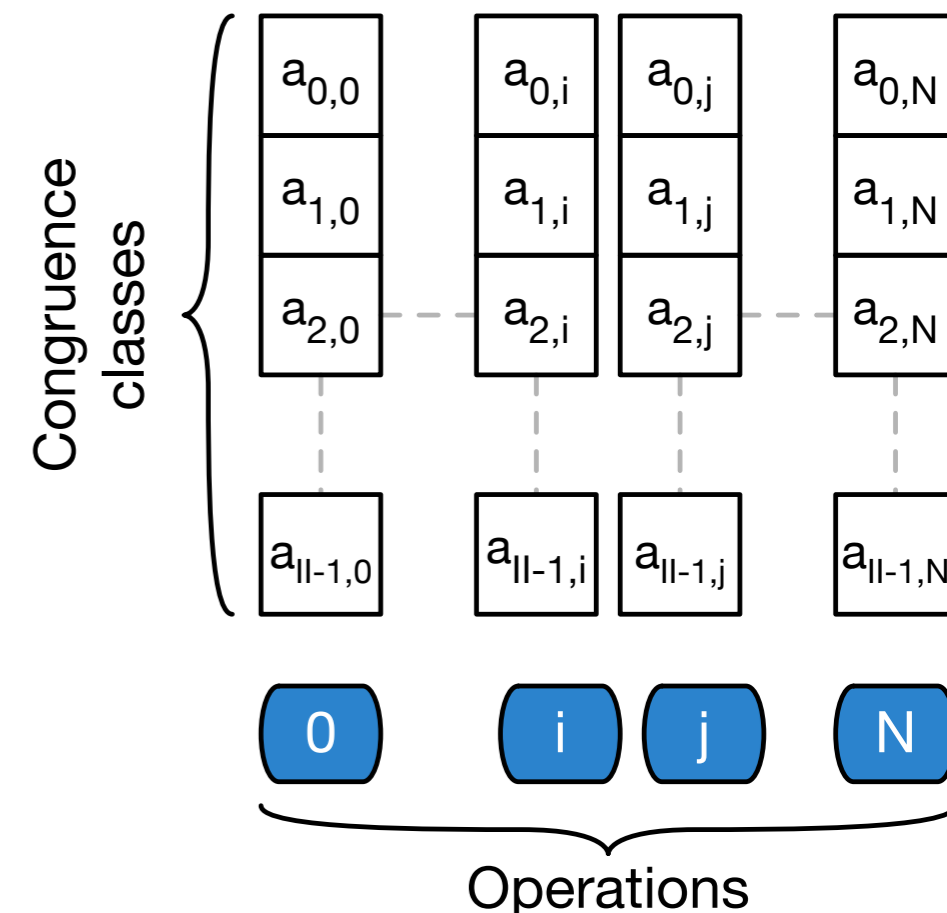 Congruence
classes
a0,0 a0,i a0,j a0,N
a1,0 a1,i a1,j a1,N
a2,0 a2,i a2,j a2,N
aII-1,0 aII-1,i aII-1,j aII-1,N
0 i j N
Operations